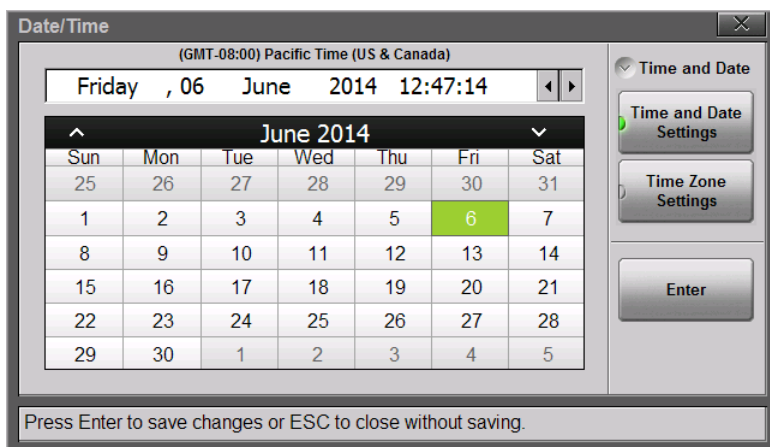 Date/Time
(GMT-08:00) Pacific Time (US & Canada)
Friday , 06 June 2014 12:47:14
June 2014
Sun Mon Tue Wed Thu Fri Sat
25 26 27 28 29 30 31
1 2 3 4 5 6 7
8 9 10 11 12 13 14
15 16 17 18 19 20 21
22 23 24 25 26 27 28
29 30 1 2 3 4 5
Time and Date
Time and Date
Settings
Time Zone
Settings
Enter
Press Enter to save changes or ESC to close without saving.